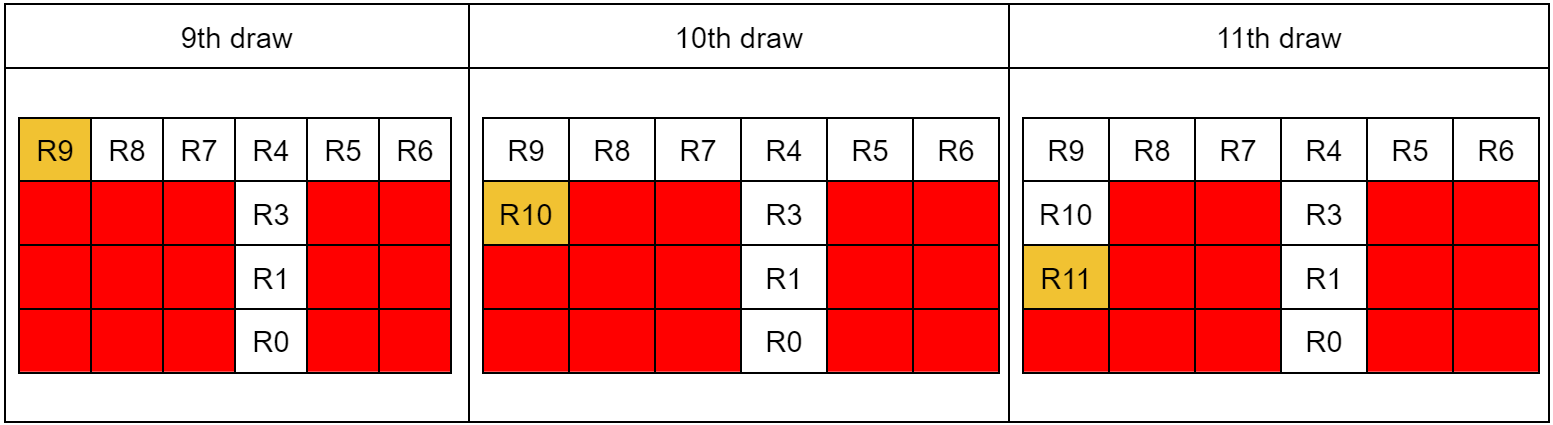 9th draw 10th draw 11th draw
R9 R8 R7 R4 R5 R6 R9 R8 R7 R4 R5 R6 R9 R8 R7 R4 R5 R6
R3 R10 R3 R10 R3
R1 R1 R11 R1
R0 R0 R0